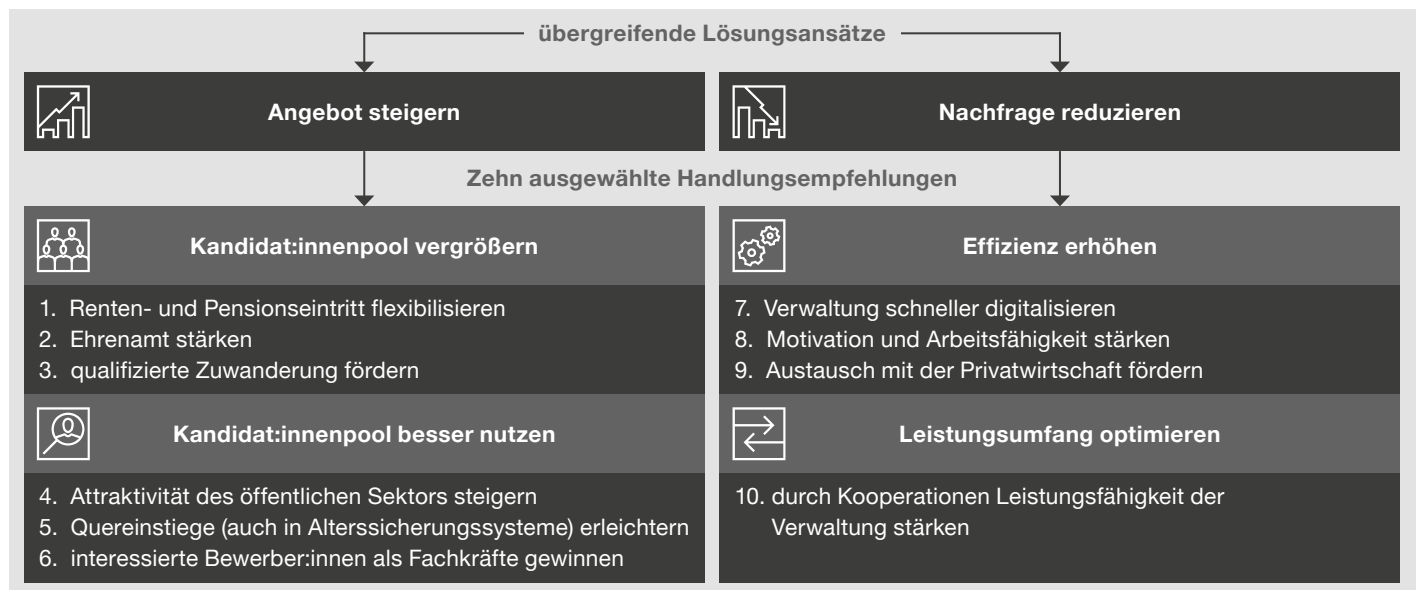 übergreifende Lösungsansätze
Angebot steigern
Nachfrage reduzieren
Zehn ausgewählte Handlungsempfehlungen
Kandidat:innenpool vergrößern
1. Renten- und Pensionseintritt flexibilisieren
2. Ehrenamt stärken
3. qualifizierte Zuwanderung fördern
Kandidat:innenpool besser nutzen
4. Attraktivität des öffentlichen Sektors steigern
5. Quereinstiege (auch in Alterssicherungssysteme) erleichtern
6. interessierte Bewerber:innen als Fachkräfte gewinnen
Effizienz erhöhen
7. Verwaltung schneller digitalisieren
8. Motivation und Arbeitsfähigkeit stärken
9. Austausch mit der Privatwirtschaft fördern
Leistungsumfang optimieren
10. durch Kooperationen Leistungsfähigkeit der
Verwaltung stärken